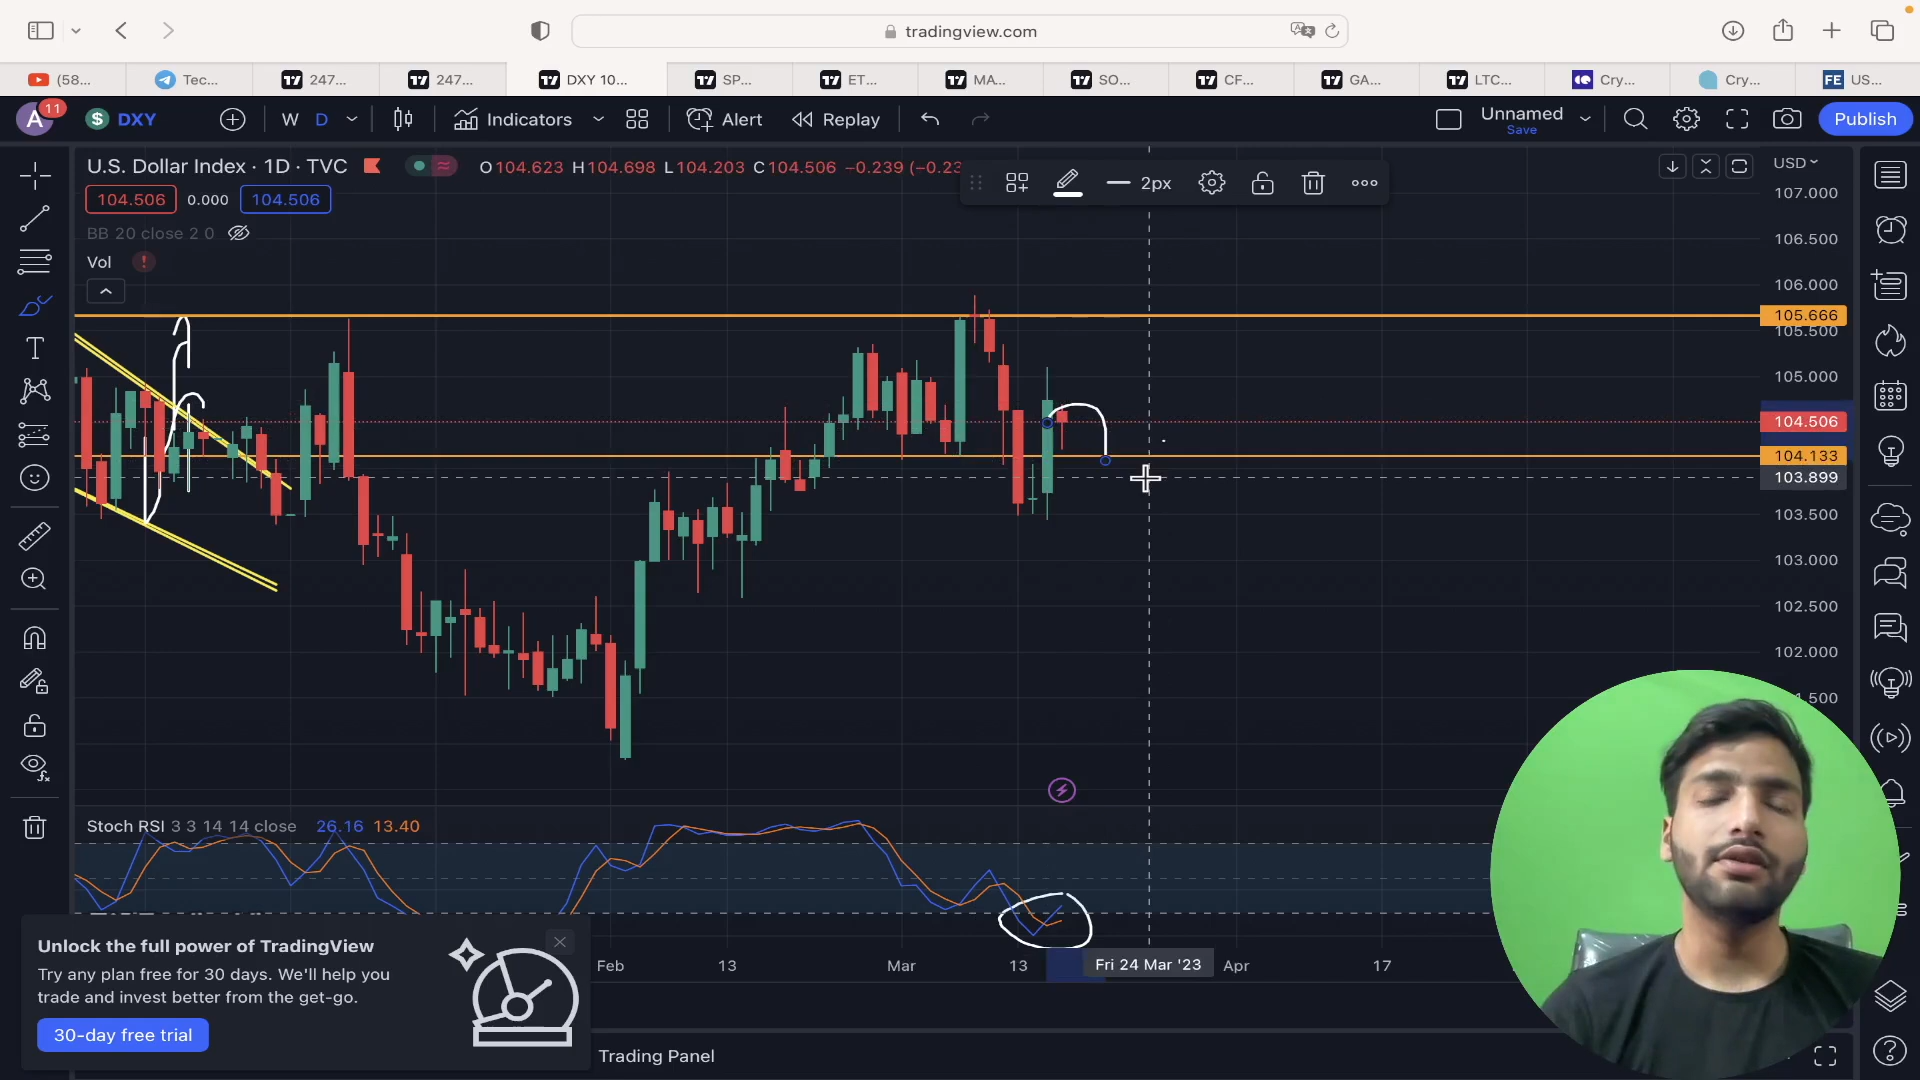 tradingview.com
(58...
Tec...
247...
247...
DXY 10...
SP...
ET...
MA...
SO...
CF...
GA...
LTC...
Cry...
Cry...
FE US...
A 11
DXY
W D
Indicators
Alert
Replay
Unnamed
Save
Publish
U.S. Dollar Index · 1D · TVC
O104.623 H104.698 L104.203 C104.506 −0.239 (−0.23
2px
USD
104.506 0.000 104.506
BB 20 close 2 0
Vol
107.000
106.500
106.000
105.666
105.500
105.000
104.506
104.133
103.899
103.500
103.000
102.500
102.000
.500
Stoch RSI 3 3 14 14 close 26.16 13.40
Feb 13 Mar 13 Fri 24 Mar '23 Apr 17
Unlock the full power of TradingView
Try any plan free for 30 days. We'll help you
trade and invest better from the get-go.
30-day free trial
Trading Panel